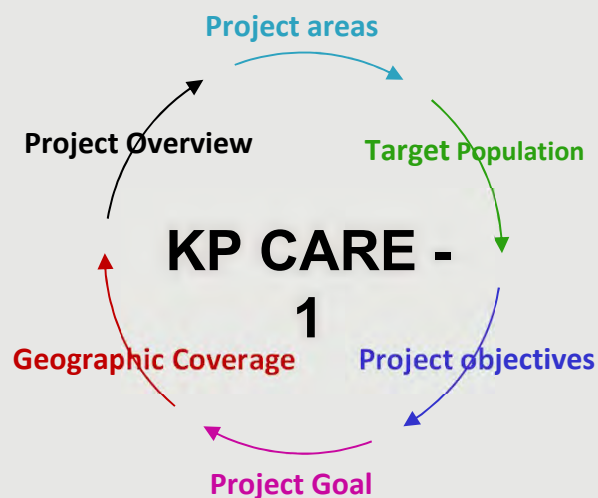 Project areas
Project Overview
Target Population
KP CARE -
1
Geographic Coverage
Project objectives
Project Goal